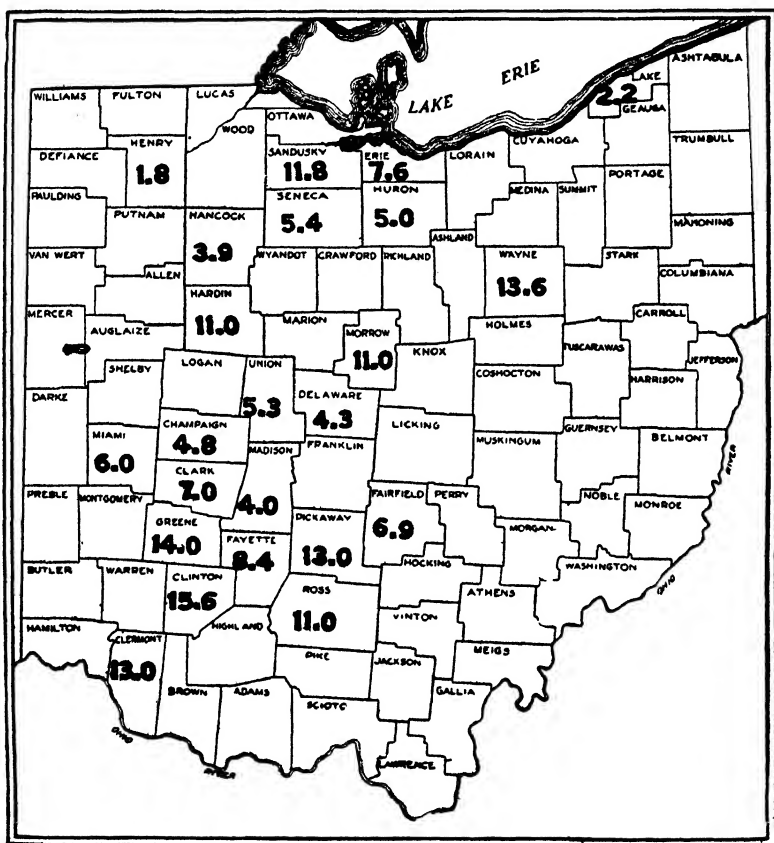 ASHTABULA
LAKE
2.2
GEAUGA
LAKE ERIE
WILLIAMS FULTON LUCAS
WOOD
OTTAWA
CUYAHOGA
TRUMBULL
HENRY
1.8
DEFIANCE
SANDUSKY
11.8
ERIE
7.6
LORAIN
PORTAGE
PAULDING
SENECA
5.4
HURON
5.0
MEDINA SUMMIT
PUTNAM
HANCOCK
3.9
MAHONING
ASHLAND
VAN WERT
ALLEN
WYANDOT CRAWFORD RICHLAND
WAYNE
13.6
STARK
COLUMBIANA
HARDIN
11.0
MERCER
AUGLAIZE
MARION
MORROW
11.0
HOLMES
CARROLL
TUSCARAWAS
JEFFERSON
KNOX
LOGAN
UNION
5.3
SHELBY
COSHOCTON
HARRISON
DARKE
DELAWARE
4.3
CHAMPAIGN
4.8
LICKING
GUERNSEY
BELMONT
MIAMI
6.0
MADISON
4.0
FRANKLIN
MUSKINGUM
CLARK
7.0
RIVER
PREBLE MONTGOMERY
FAIRFIELD
6.9
PERRY
NOBLE
MONROE
GREENE
14.0
FAYETTE
8.4
PICKAWAY
13.0
MORGAN
BUTLER WARREN
CLINTON
15.6
HOCKING
WASHINGTON
ROSS
11.0
ATHENS
OHIO
HAMILTON
CLERMONT
13.0
HIGHLAND
VINTON
MEIGS
PIKE
JACKSON
BROWN ADAMS
SCIOTO
GALLIA
OHIO
RIVER
LAWRENCE